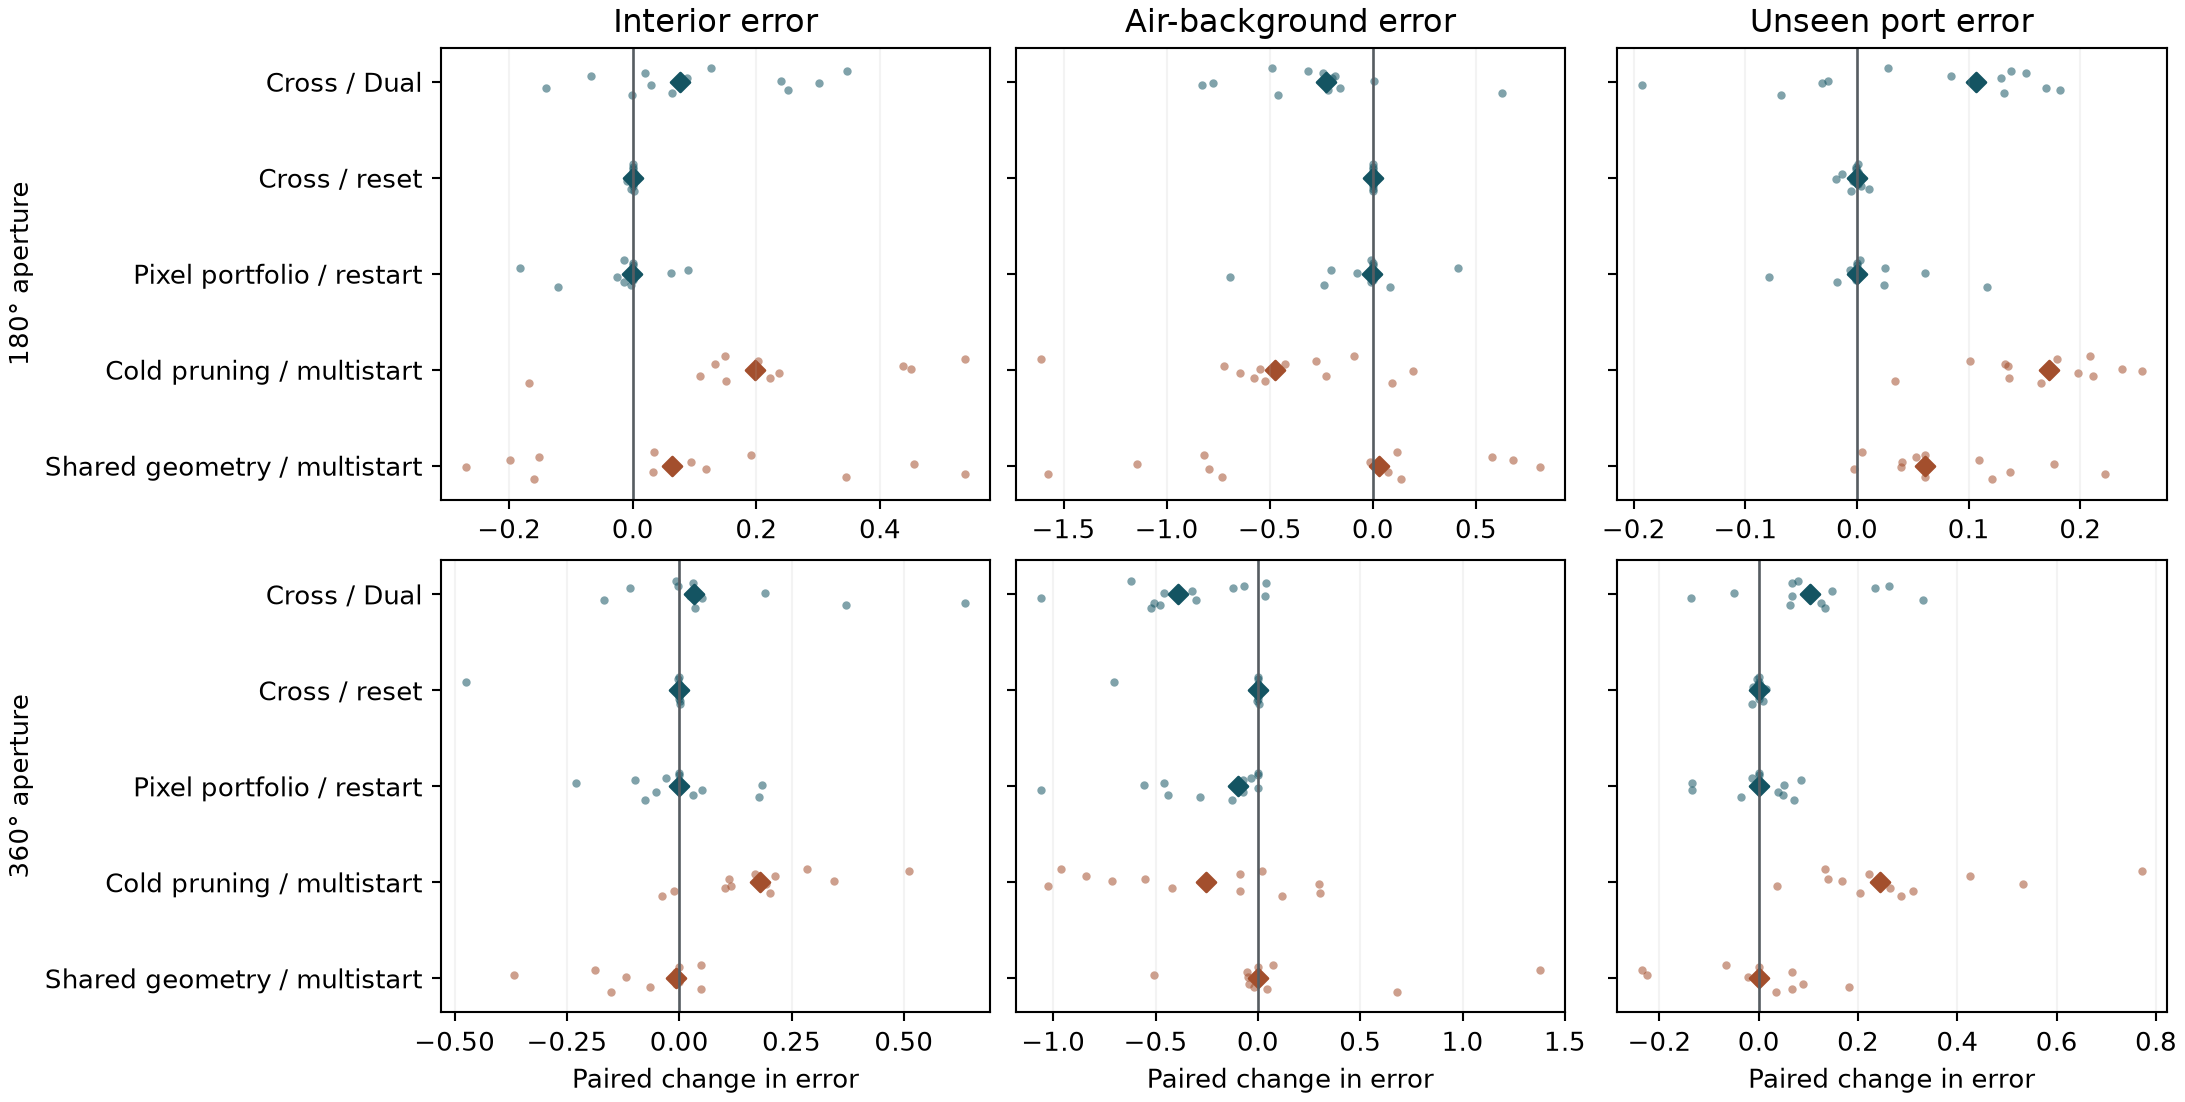 Interior error
Air-background error
Unseen port error
180° aperture
Cross / Dual
Cross / reset
Pixel portfolio / restart
Cold pruning / multistart
Shared geometry / multistart
−0.2 0.0 0.2 0.4
−1.5 −1.0 −0.5 0.0 0.5
−0.2 −0.1 0.0 0.1 0.2
360° aperture
Cross / Dual
Cross / reset
Pixel portfolio / restart
Cold pruning / multistart
Shared geometry / multistart
−0.50 −0.25 0.00 0.25 0.50
−1.0 −0.5 0.0 0.5 1.0 1.5
−0.2 0.0 0.2 0.4 0.6 0.8
Paired change in error
Paired change in error
Paired change in error